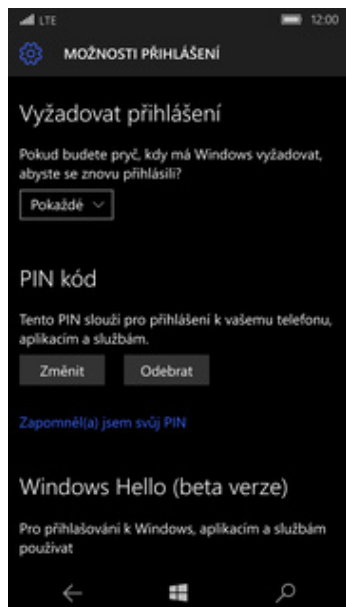 LTE 12:00
MOŽNOSTI PŘIHLÁŠENÍ
Vyžadovat přihlášení
Pokud budete pryč, kdy má Windows vyžadovat,
abyste se znovu přihlásili?
Pokaždé
PIN kód
Tento PIN slouží pro přihlášení k vašemu telefonu,
aplikacím a službám.
Změnit Odebrat
Zapomněl(a) jsem svůj PIN
Windows Hello (beta verze)
Pro přihlašování k Windows, aplikacím a službám
používat